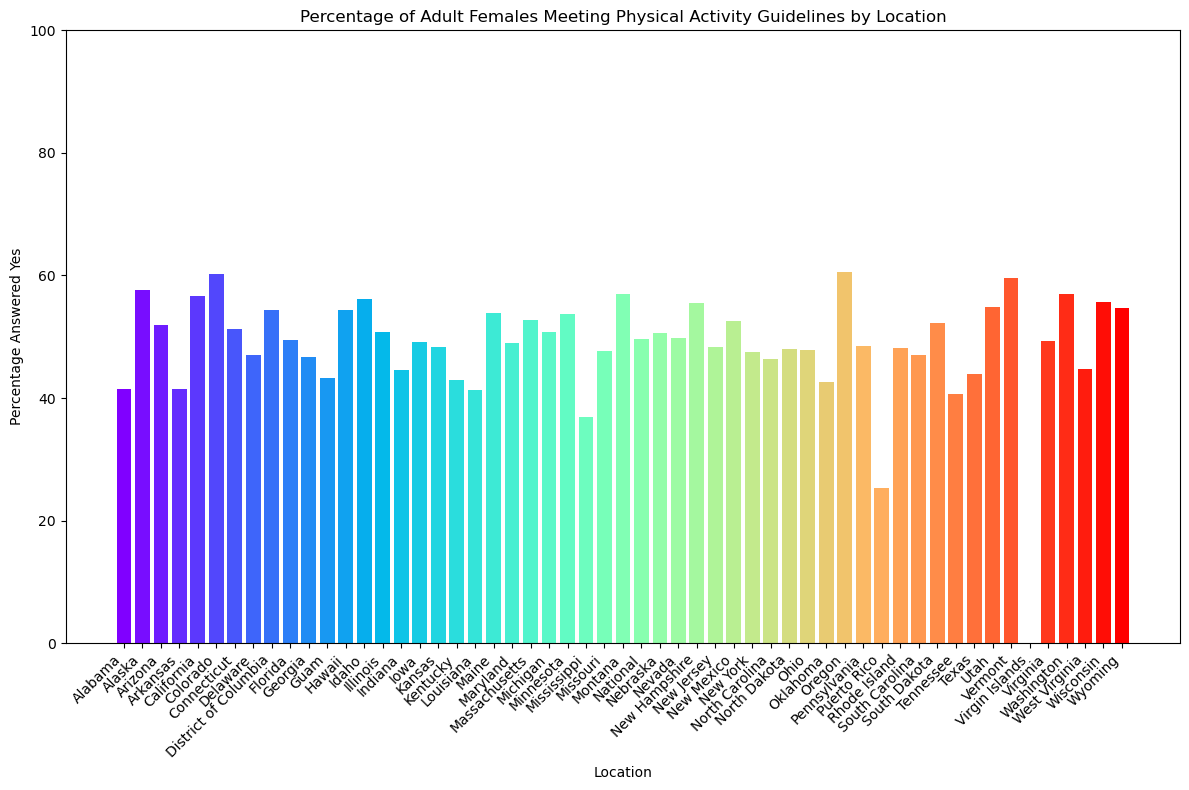 Percentage of Adult Females Meeting Physical Activity Guidelines by Location
100
80
60
40
20
0
Percentage Answered Yes
Alabama
Alaska
Arizona
Arkansas
California
Colorado
Connecticut
Delaware
District of Columbia
Florida
Georgia
Guam
Hawaii
Idaho
Illinois
Indiana
Iowa
Kansas
Kentucky
Louisiana
Maine
Maryland
Massachusetts
Michigan
Minnesota
Mississippi
Missouri
Montana
National
Nebraska
Nevada
New Hampshire
New Jersey
New Mexico
New York
North Carolina
North Dakota
Ohio
Oklahoma
Oregon
Pennsylvania
Puerto Rico
Rhode Island
South Carolina
South Dakota
Tennessee
Texas
Utah
Vermont
Virgin Islands
Virginia
Washington
West Virginia
Wisconsin
Wyoming
Location